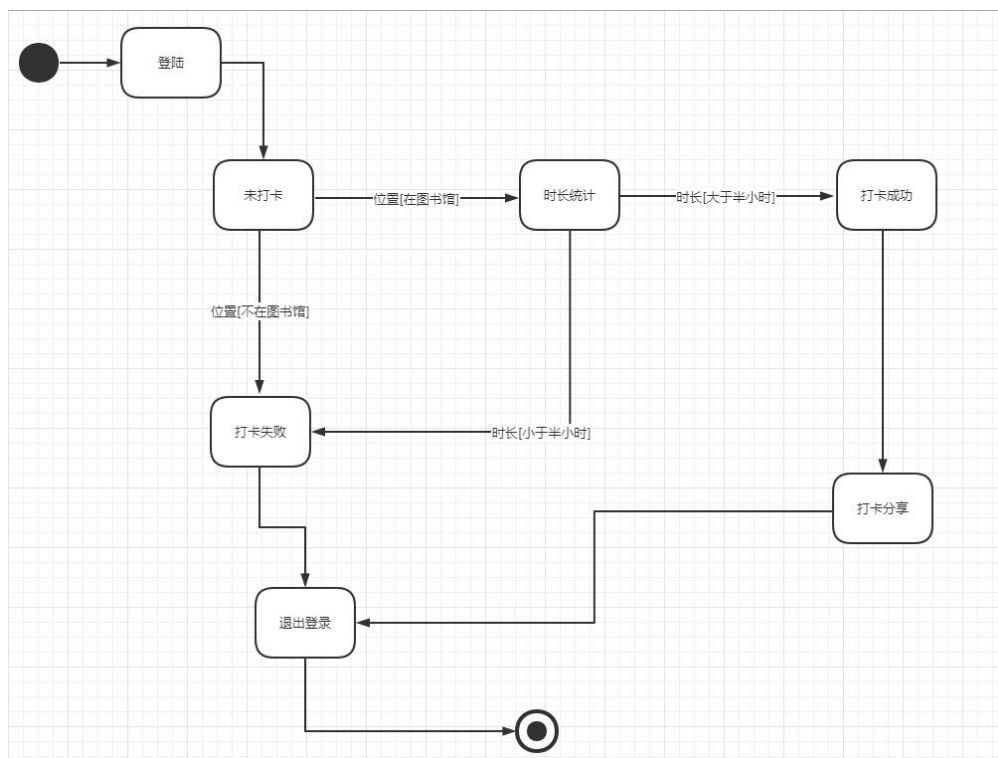 登陆
未打卡
位置[在图书馆]
时长统计
时长[大于半小时]
打卡成功
位置[不在图书馆]
打卡失败
时长[小于半小时]
打卡分享
退出登录